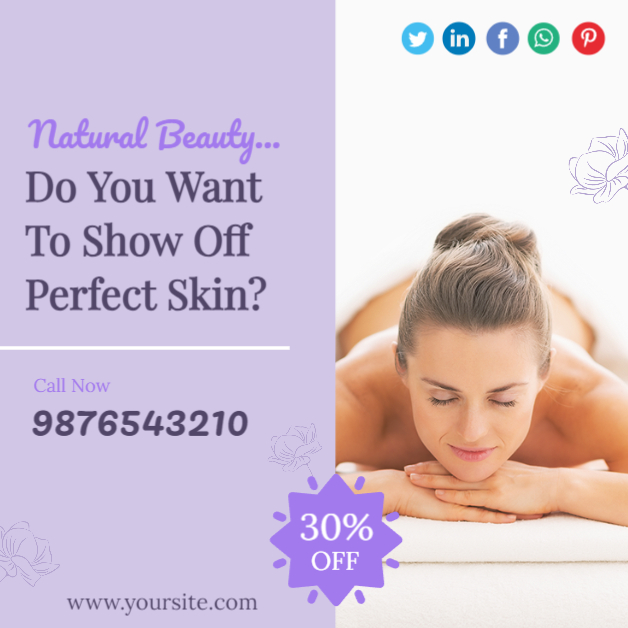 Natural Beauty...
Do You Want
To Show Off
Perfect Skin?
Call Now
9876543210
30%
OFF
www.yoursite.com